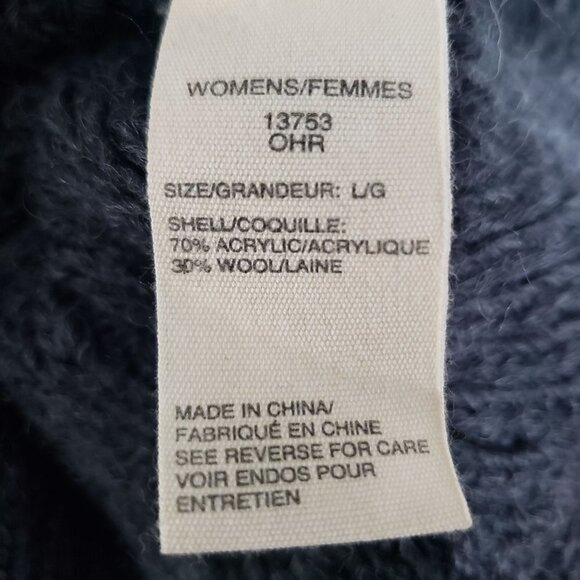 WOMENS/FEMMES
13753
OHR
SIZE/GRANDEUR: L/G
SHELL/COQUILLE:
70% ACRYLIC/ACRYLIQUE
30% WOOL/LAINE
MADE IN CHINA/
FABRIQUÉ EN CHINE
SEE REVERSE FOR CARE
VOIR ENDOS POUR
ENTRETIEN